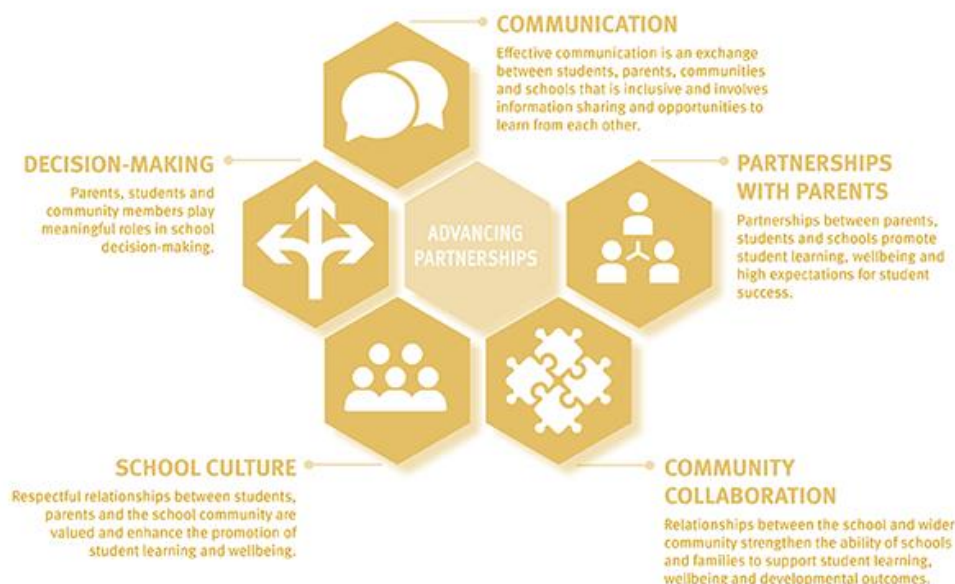 COMMUNICATION
Effective communication is an exchange
between students, parents, communities
and schools that is inclusive and involves
information sharing and opportunities to
learn from each other.
DECISION-MAKING
Parents, students and
community members play
meaningful roles in school
decision-making.
ADVANCING
PARTNERSHIPS
PARTNERSHIPS
WITH PARENTS
Partnerships between parents,
students and schools promote
student learning, wellbeing and
high expectations for student
success.
SCHOOL CULTURE
Respectful relationships between students,
parents and the school community are
valued and enhance the promotion of
student learning and wellbeing.
COMMUNITY
COLLABORATION
Relationships between the school and wider
community strengthen the ability of schools
and families to support student learning,
wellbeing and developmental outcomes.